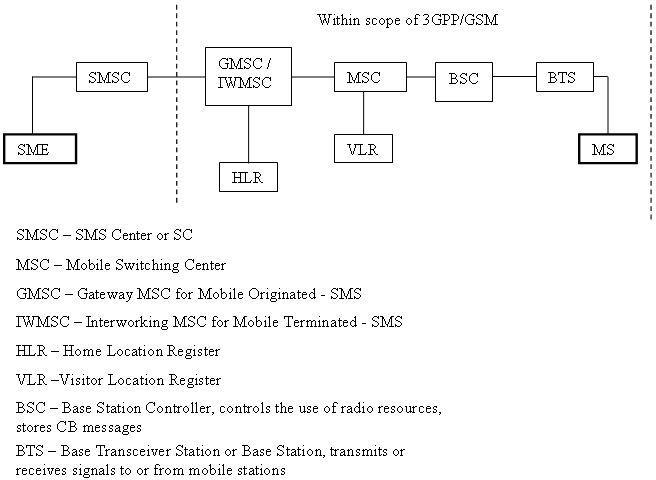 Within scope of 3GPP/GSM
SMSC
GMSC /
IWMSC
MSC
BSC
BTS
SME
HLR
VLR
MS
SMSC – SMS Center or SC
MSC – Mobile Switching Center
GMSC – Gateway MSC for Mobile Originated - SMS
IWMSC – Interworking MSC for Mobile Terminated - SMS
HLR – Home Location Register
VLR –Visitor Location Register
BSC – Base Station Controller, controls the use of radio resources,
stores CB messages
BTS – Base Transceiver Station or Base Station, transmits or
receives signals to or from mobile stations